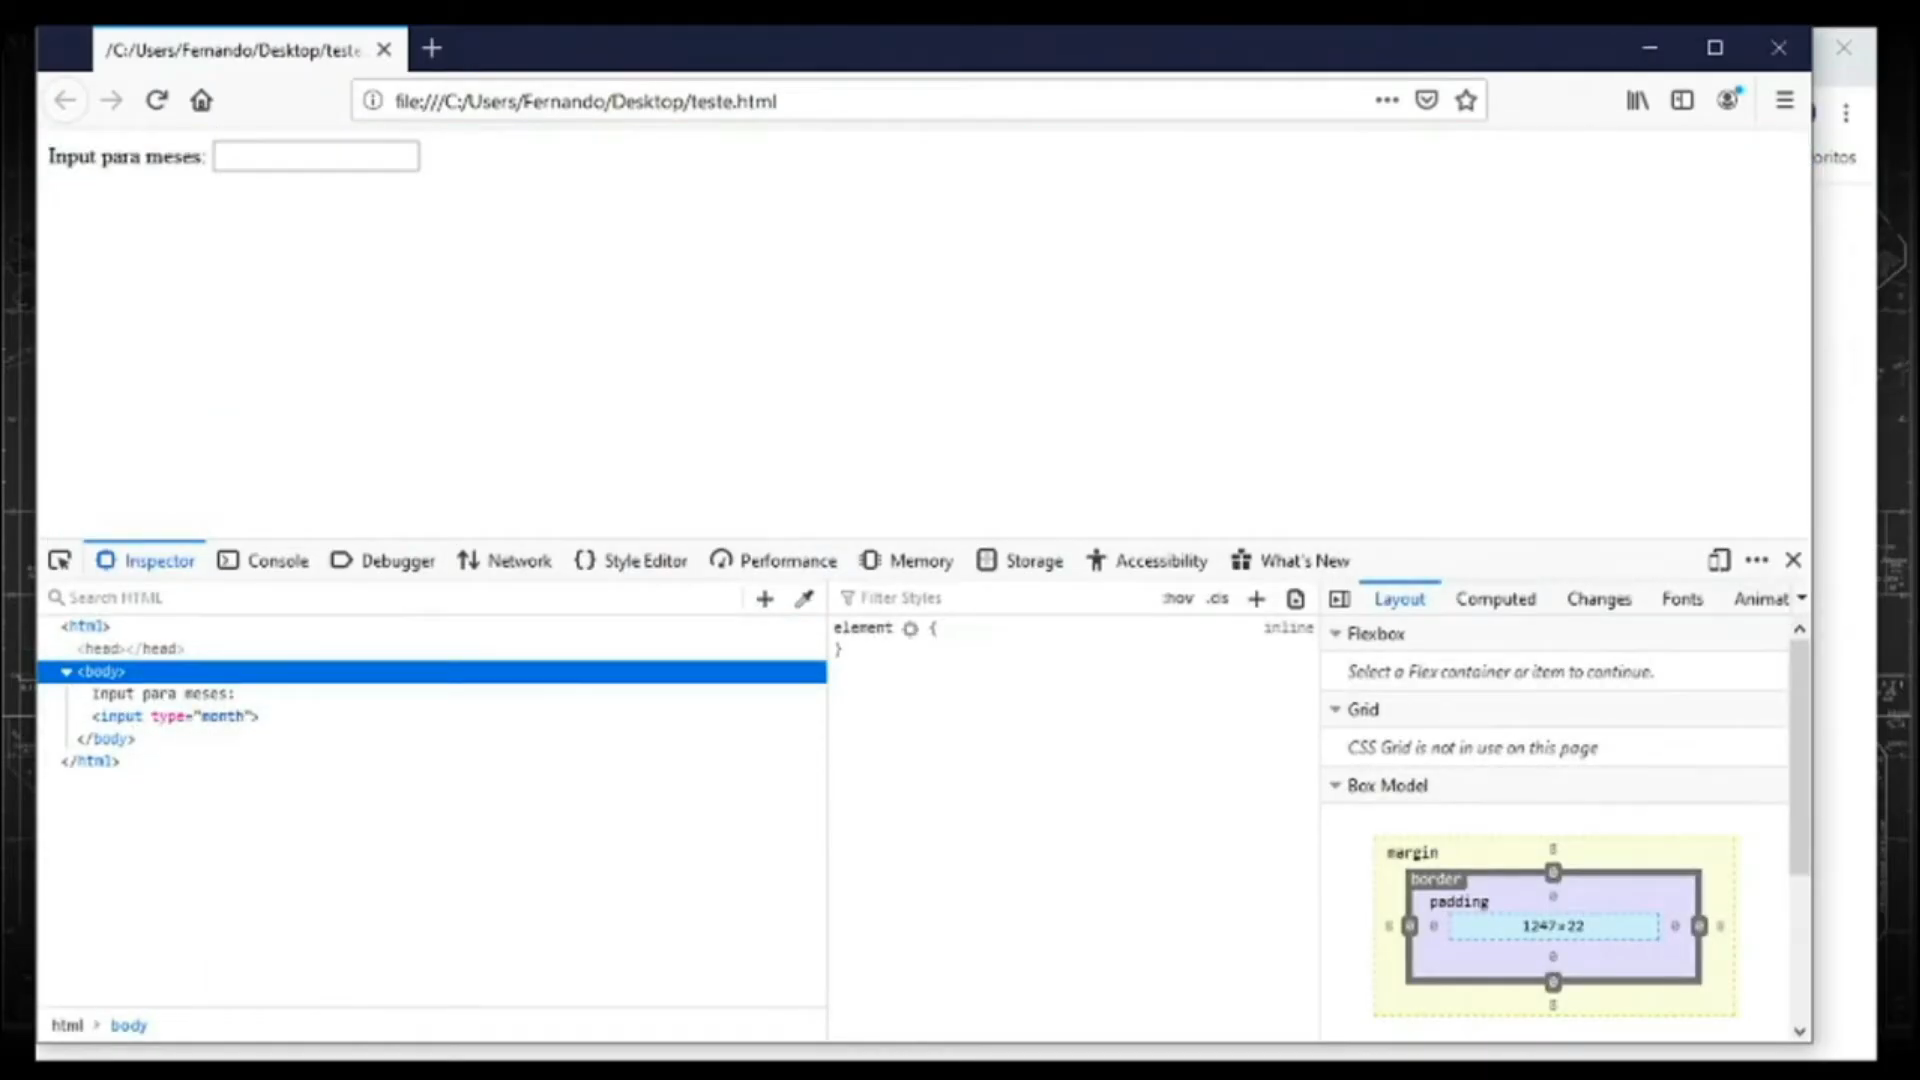 /C:/Users/Fernando/Desktop/teste
file:///C:/Users/Fernando/Desktop/teste.html
oritos
Input para meses:
Inspector
Console
Debugger
Network
Style Editor
Performance
Memory
Storage
Accessibility
What's New
Search HTML
Filter Styles
:hov .cls
Layout
Computed
Changes
Fonts
Animat
<html>
<head></head>
<body>
Input para meses:
<input type="month">
</body>
</html>
element {
inline
}
Flexbox
Select a Flex container or item to continue.
Grid
CSS Grid is not in use on this page
Box Model
margin
8
border
0
padding
0
8 0 0 1247×22 0 0 8
0
0
8
html > body